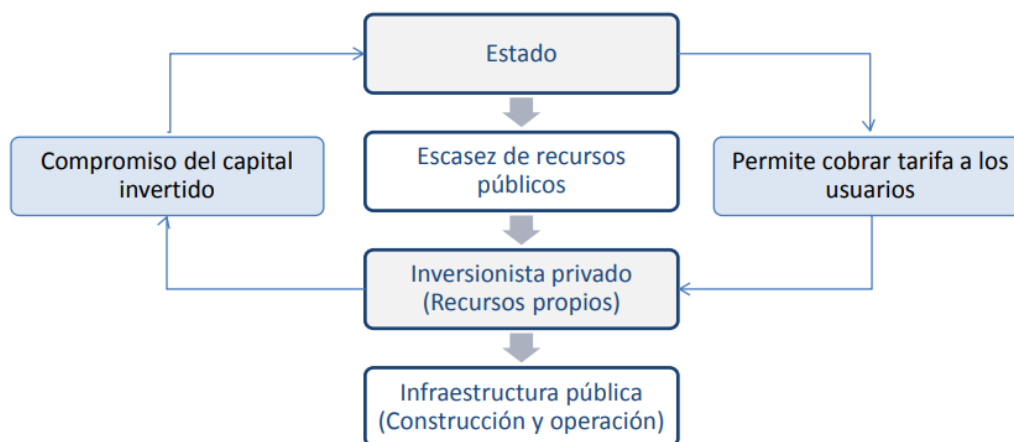 Estado
Compromiso del capital
invertido
Escasez de recursos
públicos
Permite cobrar tarifa a los
usuarios
Inversionista privado
(Recursos propios)
Infraestructura pública
(Construcción y operación)